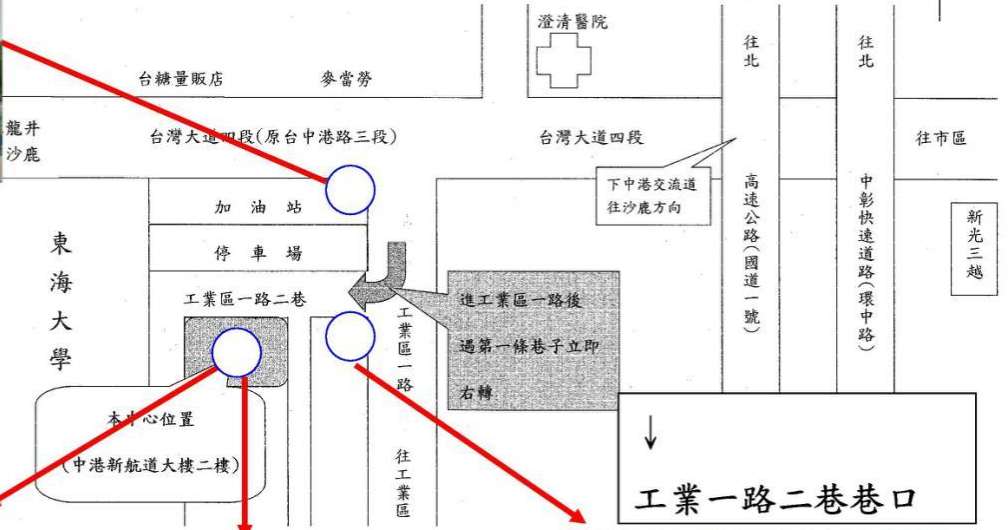 澄清醫院
往北
往北
台糖量販店
麥當勞
龍井
沙鹿
台灣大道四段(原台中港路三段)
台灣大道四段
往市區
下中港交流道
往沙鹿方向
高速公路(國道一號)
中彰快速道路(環中路)
新光三越
加油站
停車場
東海大學
工業區一路二巷
工業區一路
進工業區一路後
遇第一條巷子立即
右轉
本中心位置
(中港新航道大樓二樓)
往工業區
工業一路二巷巷口